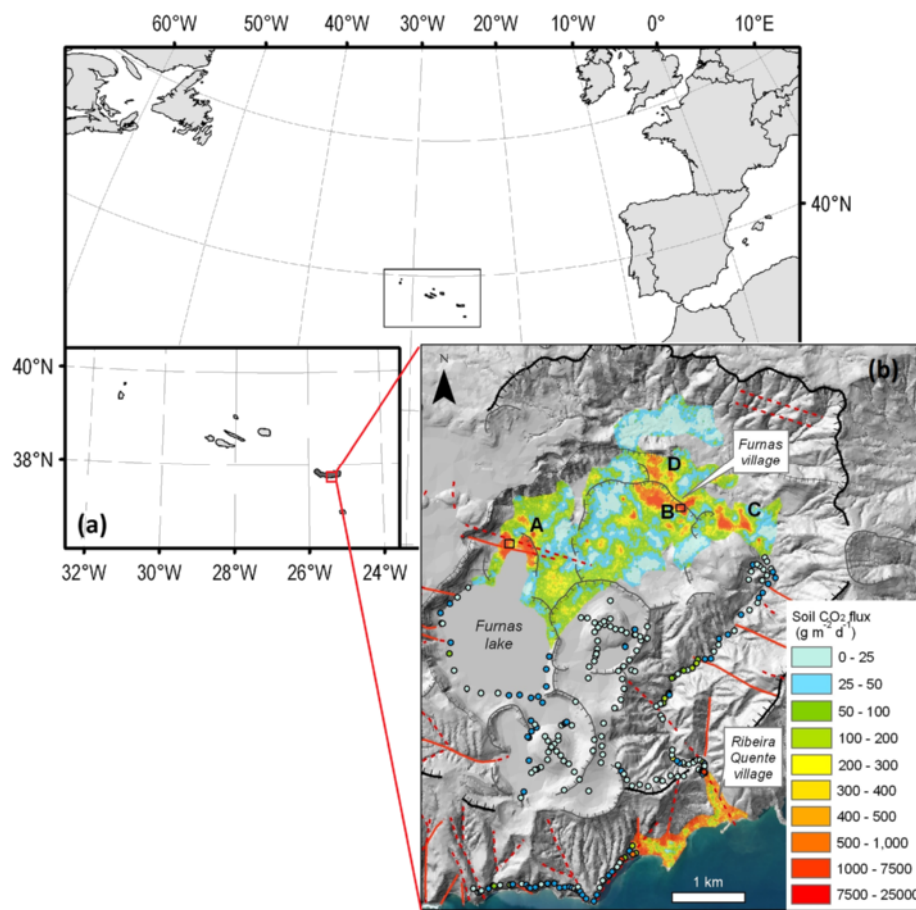 60°W 50°W 40°W 30°W 20°W 10°W 0° 10°E
40°N
40°N
38°N
(a)
32°W 30°W 28°W 26°W 24°W
(b)
N
Furnas
village
D
B
C
A
Furnas
lake
Ribeira
Quente
village
1 km
Soil CO₂ flux
(g m⁻² d⁻¹)
0 - 25
25 - 50
50 - 100
100 - 200
200 - 300
300 - 400
400 - 500
500 - 1,000
1000 - 7500
7500 - 25000